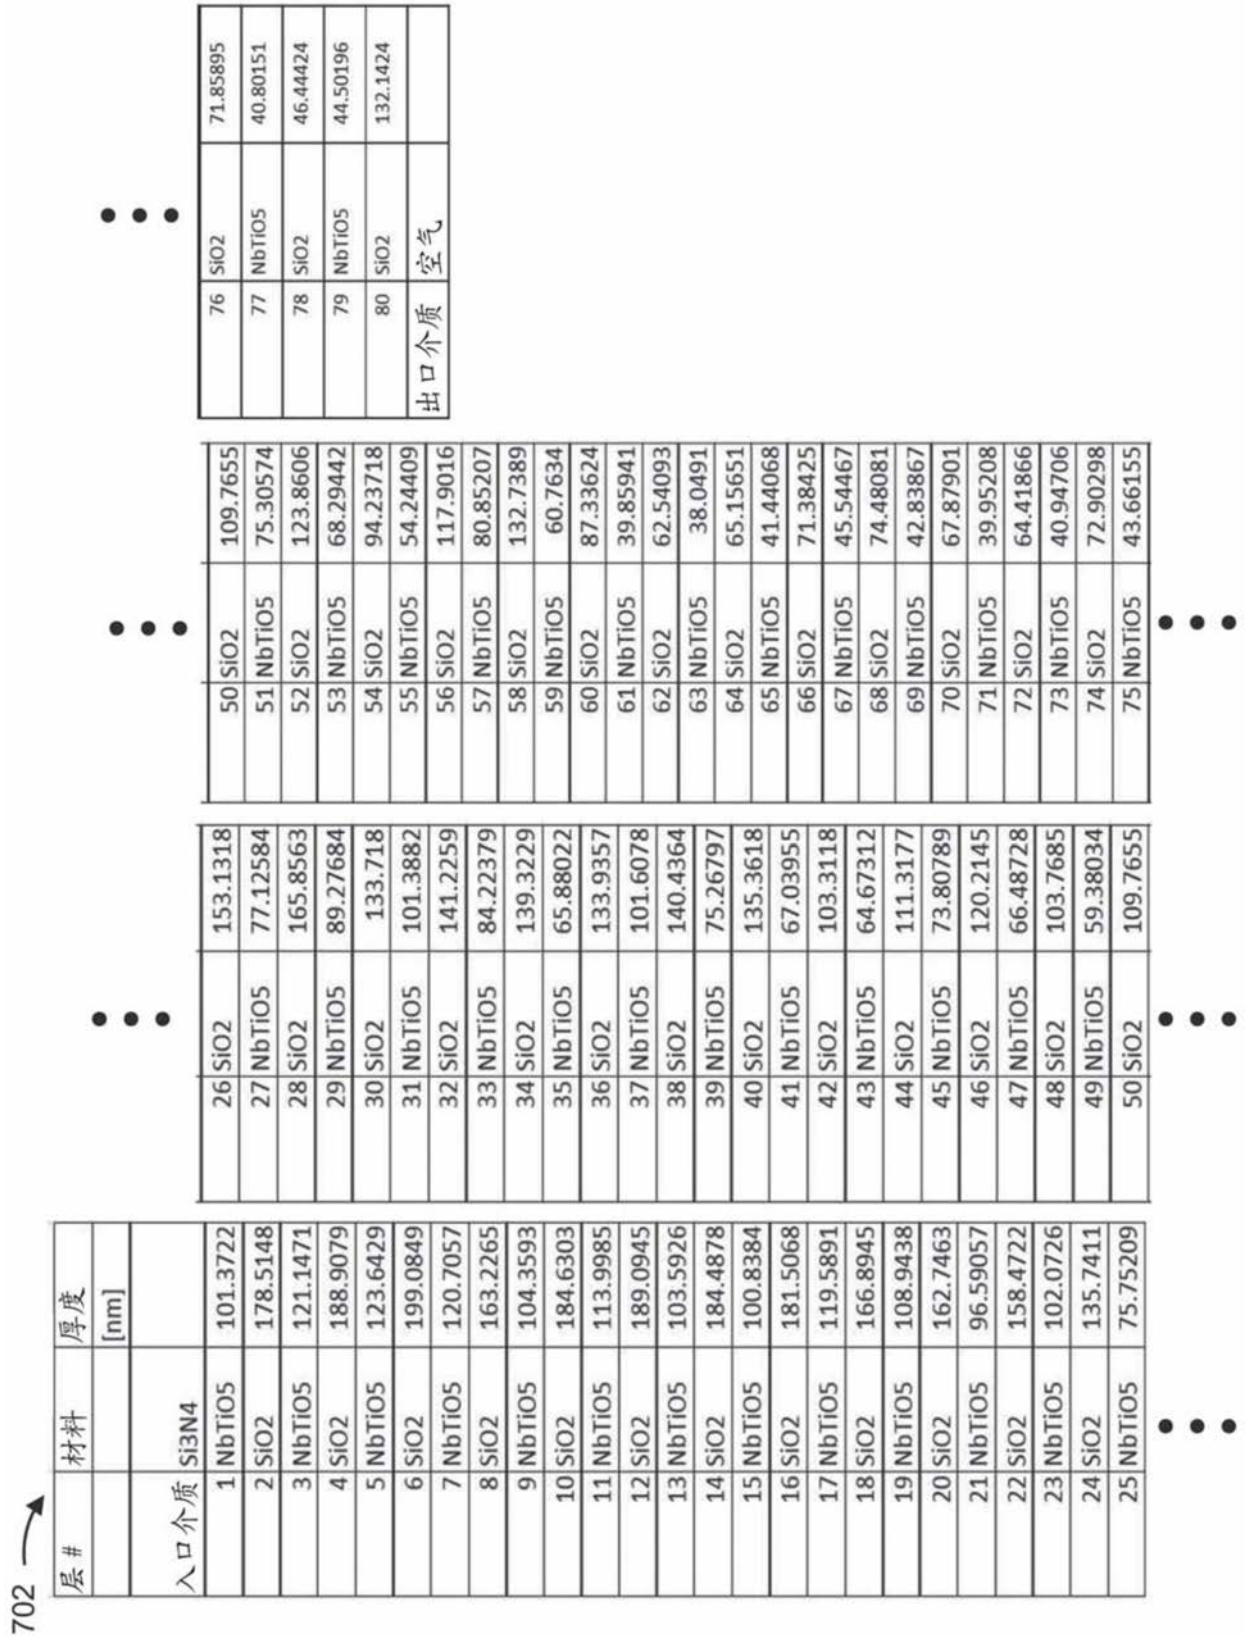 702
层 # 材料 厚度
[nm]
入口介质 Si3N4
1 NbTiO5 101.3722
2 SiO2 178.5148
3 NbTiO5 121.1471
4 SiO2 188.9079
5 NbTiO5 123.6429
6 SiO2 199.0849
7 NbTiO5 120.7057
8 SiO2 163.2265
9 NbTiO5 104.3593
10 SiO2 184.6303
11 NbTiO5 113.9985
12 SiO2 189.0945
13 NbTiO5 103.5926
14 SiO2 184.4878
15 NbTiO5 100.8384
16 SiO2 181.5068
17 NbTiO5 119.5891
18 SiO2 166.8945
19 NbTiO5 108.9438
20 SiO2 162.7463
21 NbTiO5 96.59057
22 SiO2 158.4722
23 NbTiO5 102.0726
24 SiO2 135.7411
25 NbTiO5 75.75209
26 SiO2 153.1318
27 NbTiO5 77.12584
28 SiO2 165.8563
29 NbTiO5 89.27684
30 SiO2 133.718
31 NbTiO5 101.3882
32 SiO2 141.2259
33 NbTiO5 84.22379
34 SiO2 139.3229
35 NbTiO5 65.88022
36 SiO2 133.9357
37 NbTiO5 101.6078
38 SiO2 140.4364
39 NbTiO5 75.26797
40 SiO2 135.3618
41 NbTiO5 67.03955
42 SiO2 103.3118
43 NbTiO5 64.67312
44 SiO2 111.3177
45 NbTiO5 73.80789
46 SiO2 120.2145
47 NbTiO5 66.48728
48 SiO2 103.7685
49 NbTiO5 59.38034
50 SiO2 109.7655
50 SiO2 109.7655
51 NbTiO5 75.30574
52 SiO2 123.8606
53 NbTiO5 68.29442
54 SiO2 94.23718
55 NbTiO5 54.24409
56 SiO2 117.9016
57 NbTiO5 80.85207
58 SiO2 132.7389
59 NbTiO5 60.7634
60 SiO2 87.33624
61 NbTiO5 39.85941
62 SiO2 62.54093
63 NbTiO5 38.0491
64 SiO2 65.15651
65 NbTiO5 41.44068
66 SiO2 71.38425
67 NbTiO5 45.54467
68 SiO2 74.48081
69 NbTiO5 42.83867
70 SiO2 67.87901
71 NbTiO5 39.95208
72 SiO2 64.41866
73 NbTiO5 40.94706
74 SiO2 72.90298
75 NbTiO5 43.66155
76 SiO2 71.85895
77 NbTiO5 40.80151
78 SiO2 46.44424
79 NbTiO5 44.50196
80 SiO2 132.1424
出口介质 空气